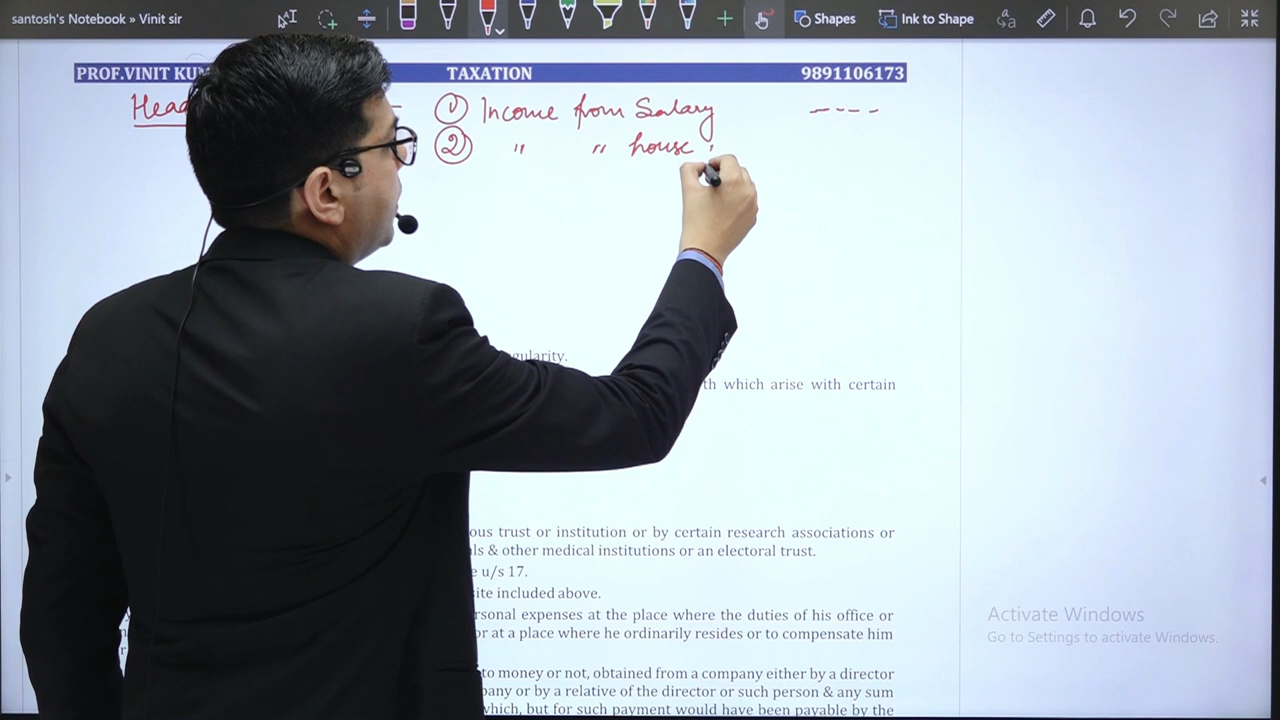 santosh's Notebook » Vinit sir
Shapes
Ink to Shape
PROF.VINIT KU
TAXATION
9891106173
Head
① Income from Salary ----
② " " house
gularity.
th which arise with certain
ous trust or institution or by certain research associations or
ls & other medical institutions or an electoral trust.
e u/s 17.
site included above.
rsonal expenses at the place where the duties of his office or
or at a place where he ordinarily resides or to compensate him
to money or not, obtained from a company either by a director
pany or by a relative of the director or such person & any sum
which, but for such payment would have been payable by the
Activate Windows
Go to Settings to activate Windows.